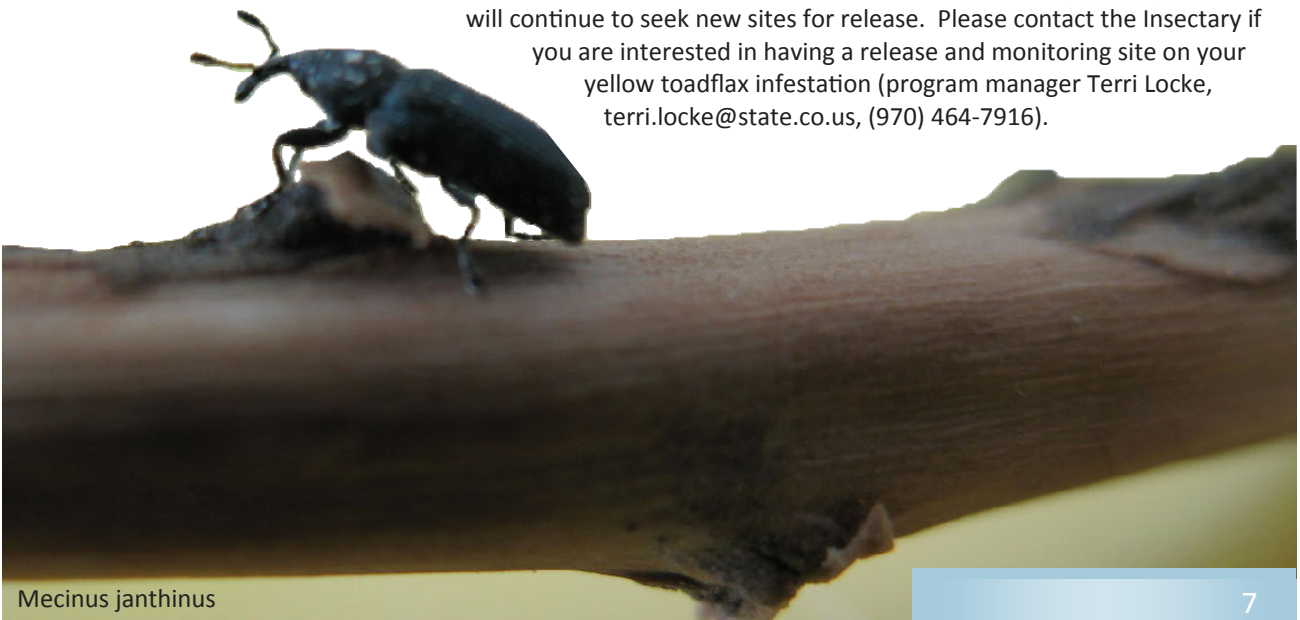 will continue to seek new sites for release.  Please contact the Insectary if
you are interested in having a release and monitoring site on your
yellow toadflax infestation (program manager Terri Locke,
terri.locke@state.co.us, (970) 464-7916).
Mecinus janthinus
7